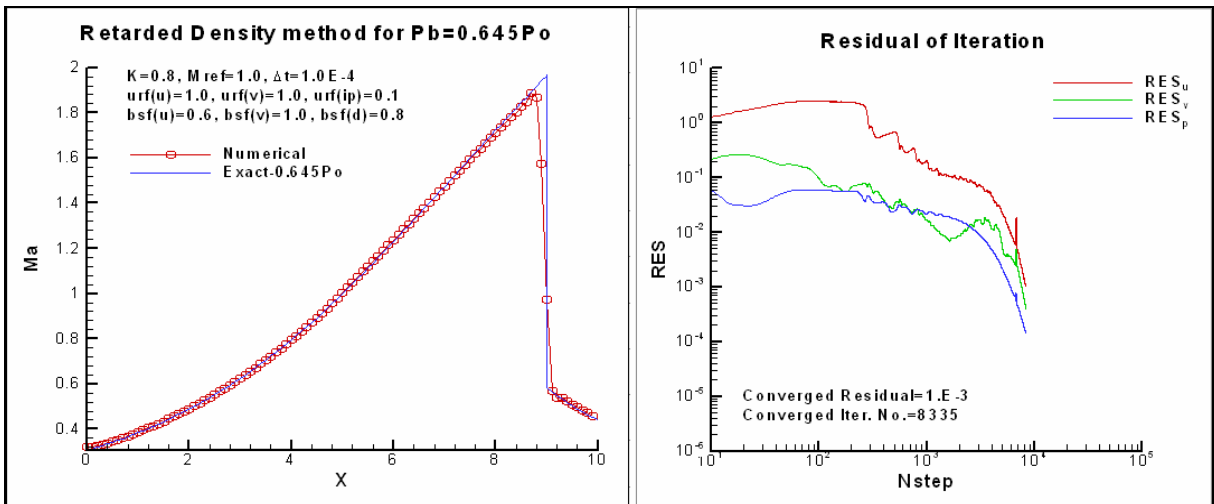 Retarded Density method for Pb=0.645Po
K=0.8, Mref=1.0, Δt=1.0E-4
urf(u)=1.0, urf(v)=1.0, urf(ip)=0.1
bsf(u)=0.6, bsf(v)=1.0, bsf(d)=0.8
Numerical
Exact-0.645Po
Ma
2
1.8
1.6
1.4
1.2
1
0.8
0.6
0.4
0 2 4 6 8 10
X
Residual of Iteration
RESu
RESv
RESp
RES
10^1
10^0
10^-1
10^-2
10^-3
10^-4
10^-5
10^-6
Converged Residual=1.E-3
Converged Iter. No.=8335
10^1 10^2 10^3 10^4 10^5
Nstep